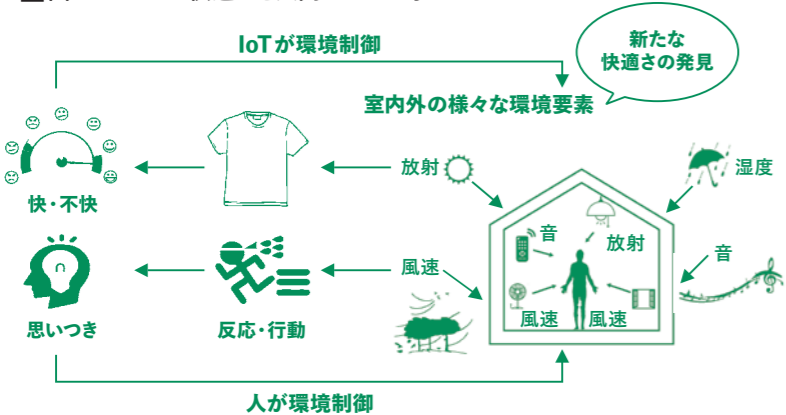 IoTが環境制御
新たな
快適さの発見
室内外の様々な環境要素
放射
湿度
快・不快
音
放射
音
風速
風速
風速
思いつき
反応・行動
人が環境制御